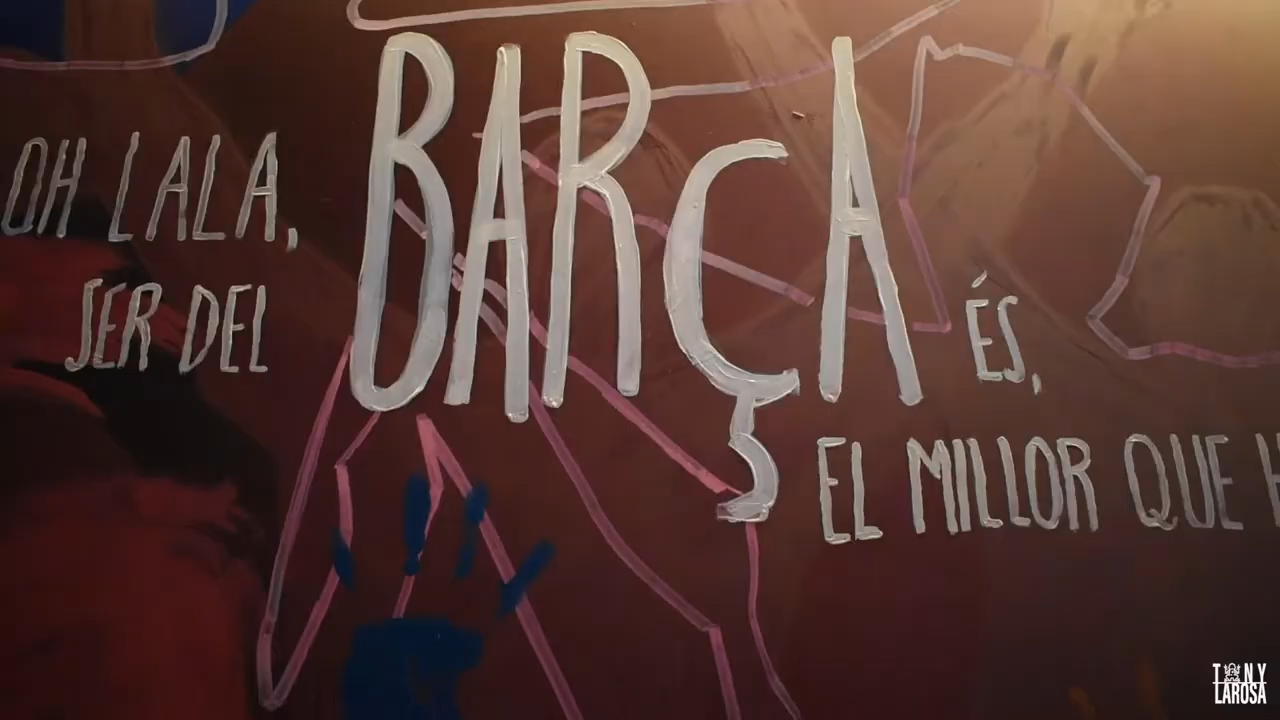 OH LALA,
SER DEL
BARÇA
ÉS,
EL MILLOR QUE
TONY
LAROSA